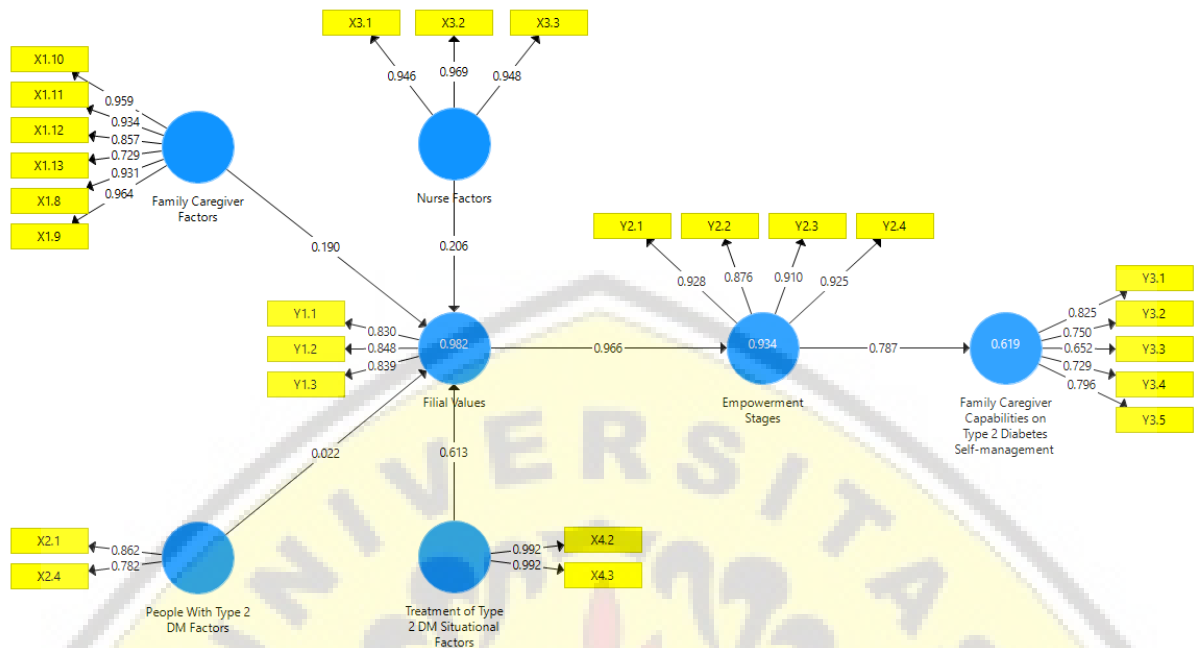 X3.1
X3.2
X3.3
0.946
0.969
0.948
X1.10
X1.11
X1.12
X1.13
X1.8
X1.9
0.959
0.934
0.857
0.729
0.931
0.964
Family Caregiver
Factors
Nurse Factors
0.190
0.206
Y2.1
Y2.2
Y2.3
Y2.4
0.928
0.876
0.910
0.925
Y1.1
Y1.2
Y1.3
0.830
0.848
0.839
0.982
Filial Values
0.966
0.934
Empowerment
Stages
0.787
0.619
Family Caregiver
Capabilities on
Type 2 Diabetes
Self-management
Y3.1
Y3.2
Y3.3
Y3.4
Y3.5
0.825
0.750
0.652
0.729
0.796
0.022
0.613
X2.1
X2.4
0.862
0.782
People With Type 2
DM Factors
0.992
0.992
X4.2
X4.3
Treatment of Type
2 DM Situational
Factors
UNIVERSITA